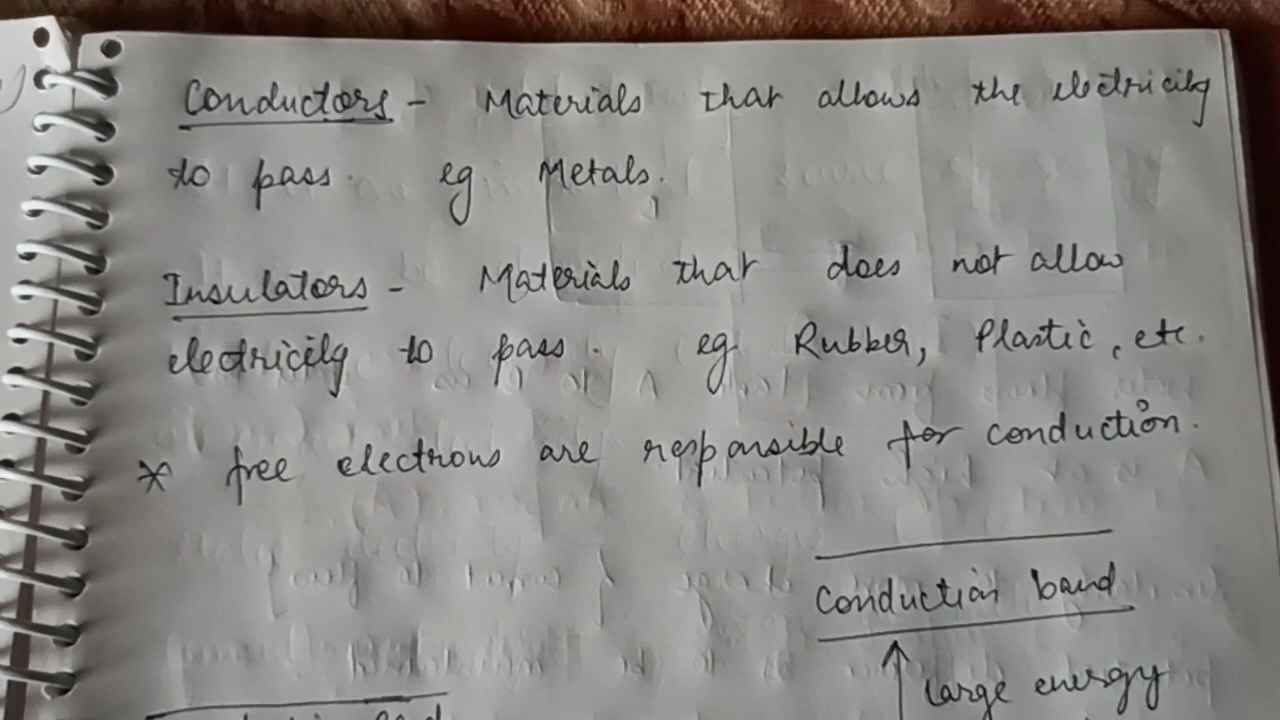 Conductors - Materials that allows the electricity
to pass. eg Metals.
Insulators - Materials that does not allow
electricity to pass. eg Rubber, Plastic, etc.
* free electrons are responsible for conduction.
Conduction band
large energy